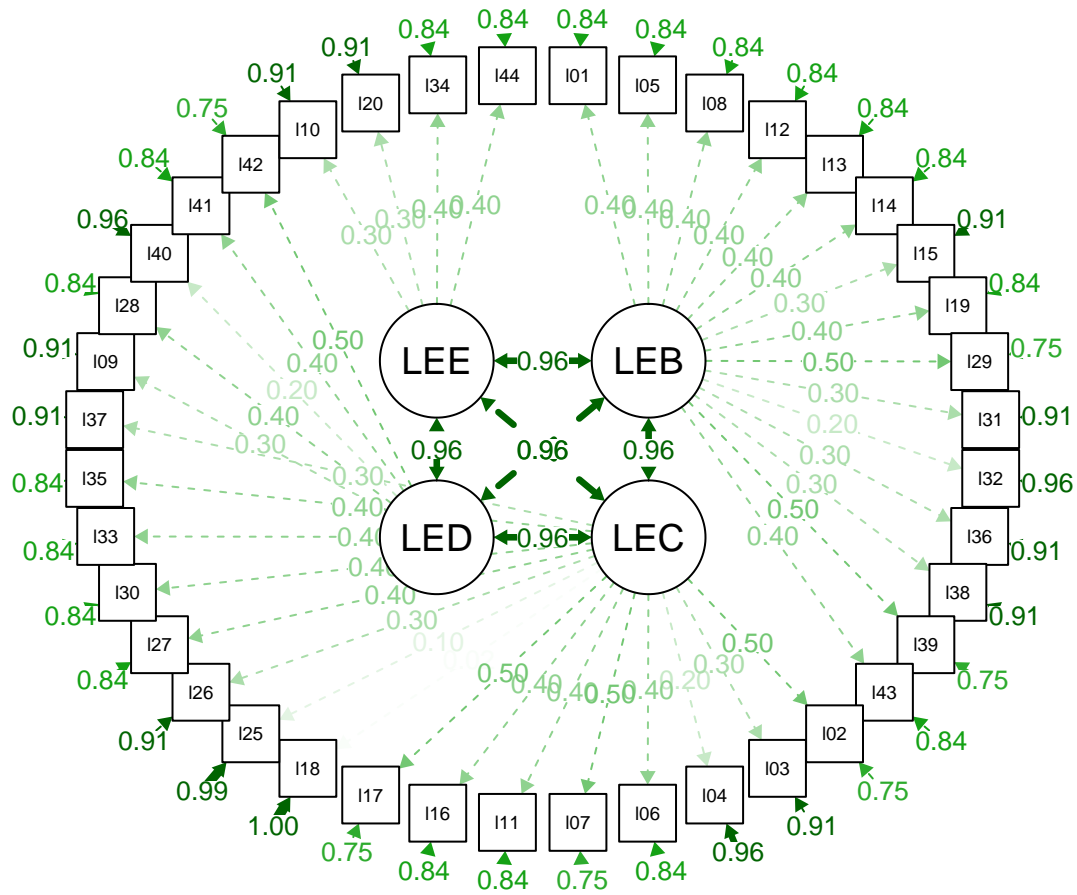 0.84 0.84 0.84 0.84
0.91 0.84
0.91 0.84
I44 I01
I34 I05
0.75 I20 I08 0.84
I10 I12
0.84 I42 I13 0.84
0.96 I41 I14 0.91
I40 I15
0.84 I28 I19 0.84
0.30 0.30 0.40 0.40 0.40 0.40 0.40 0.40 0.40 0.40
0.30
0.91 I09 0.50 0.40 I29 0.75
LEE 0.96 LEB
0.40 0.50
0.20 0.30
0.91 I37 0.40 0.20 I31 0.91
0.30 0.96 0.96 0.96 0.96 0.30
0.84 I35 0.30 0.30 I32 0.96
0.40 0.50
0.84 I33 0.40 LED 0.96 LEC 0.40 I36 0.91
0.84 I30 0.40 I38 0.91
0.40
0.84 I27 0.30 I39 0.75
0.10 0.50
0.91 I26 0.50 0.40 0.40 0.50 0.40 0.20 0.30 I43 0.84
0.99 I25 I02 0.75
1.00 I18 I03 0.91
I17 I04
0.75 I16 I11 I07 I06 0.96
0.84 0.84 0.75 0.84